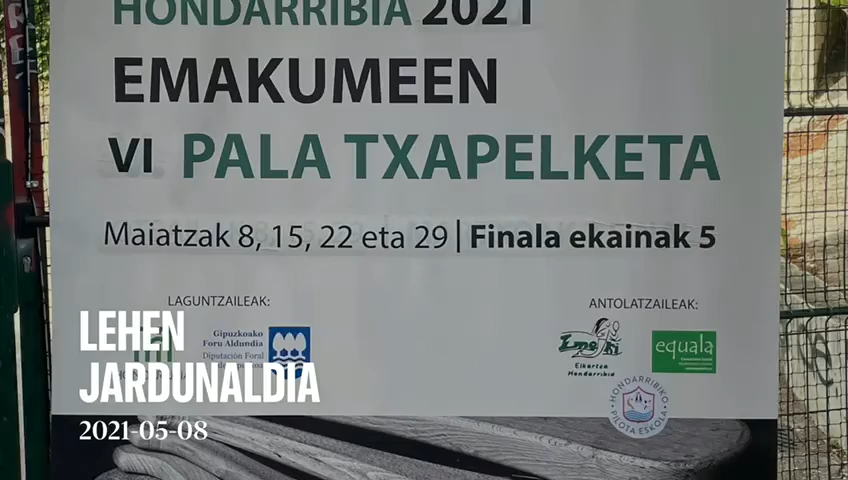 HONDARRIBIA 2021
EMAKUMEEN
VI PALA TXAPELKETA
Maiatzak 8, 15, 22 eta 29 | Finala ekainak 5
LAGUNTZAILEAK:
ANTOLATZAILEAK:
Gipuzkoako
Foru Aldundia
Diputación Foral
Emeki
Elkartea
Hondarribia
equala
HONDARRIBIKO
PILOTA ESKOLA
LEHEN
JARDUNALDIA
2021-05-08